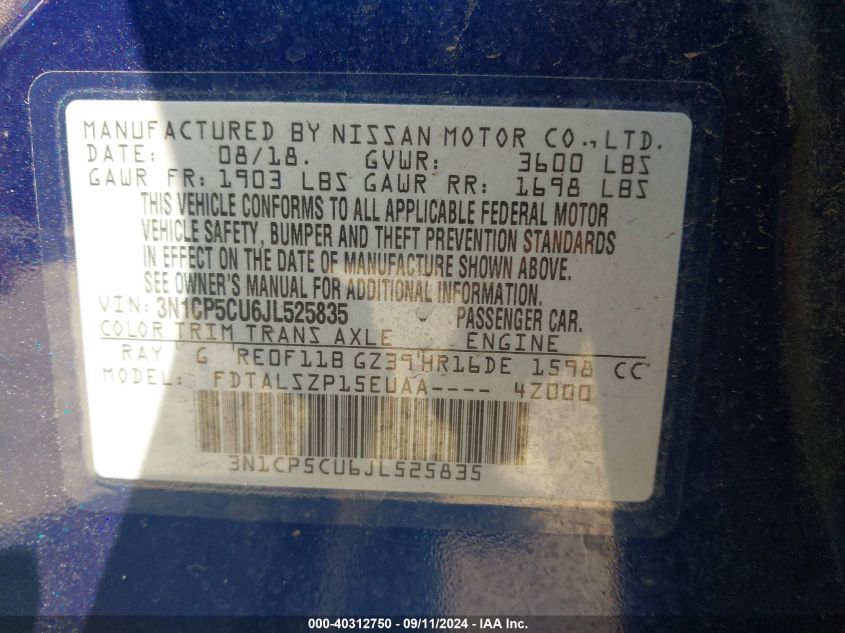 MANUFACTURED BY NISSAN MOTOR CO., LTD.
DATE: 08/18. GVWR: 3600 LBS
GAWR FR: 1903 LBS GAWR RR: 1698 LBS
THIS VEHICLE CONFORMS TO ALL APPLICABLE FEDERAL MOTOR
VEHICLE SAFETY, BUMPER AND THEFT PREVENTION STANDARDS
IN EFFECT ON THE DATE OF MANUFACTURE SHOWN ABOVE.
SEE OWNER'S MANUAL FOR ADDITIONAL INFORMATION.
VIN: 3N1CP5CU6JL525835 PASSENGER CAR.
COLOR TRIM TRANS AXLE ENGINE
RAY G RE0F11B GZ39 HR16DE 1598 CC
MODEL: FDTALSZP15EUAA---- 4Z000
3N1CP5CU6JL525835
000-40312750 - 09/11/2024 - IAA Inc.